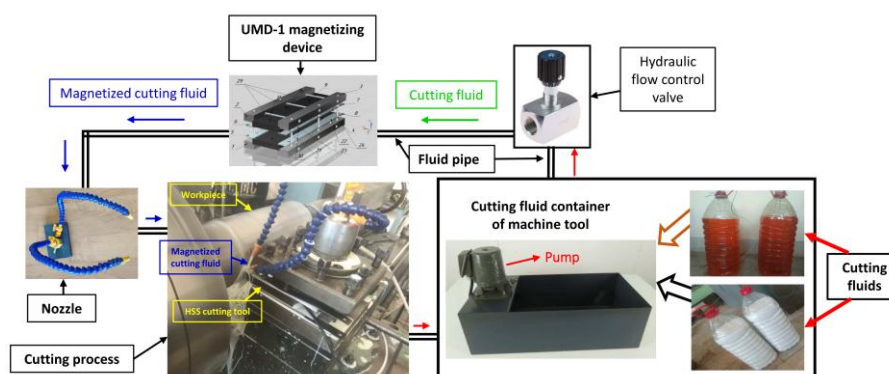 UMD-1 magnetizing
device
Magnetized cutting fluid
Cutting fluid
Hydraulic
flow control
valve
Fluid pipe
Workpiece
Magnetized
cutting fluid
HSS cutting tool
Nozzle
Cutting process
Cutting fluid container
of machine tool
Pump
Cutting
fluids